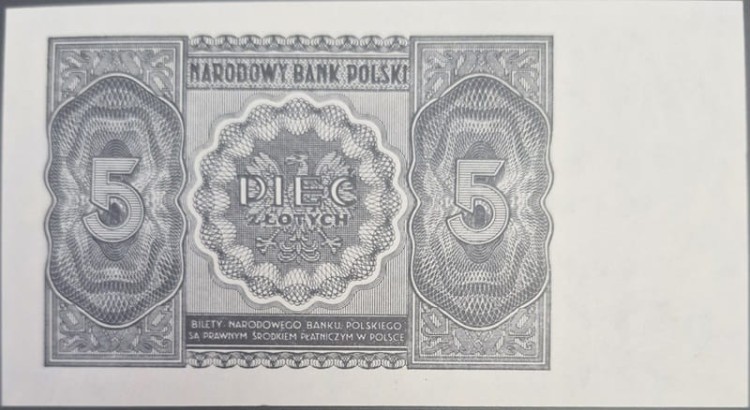 NARODOWY BANK POLSKI
5
PIĘĆ
ZŁOTYCH
5
BILETY NARODOWEGO BANKU POLSKIEGO
SĄ PRAWNYM ŚRODKIEM PŁATNICZYM W POLSCE